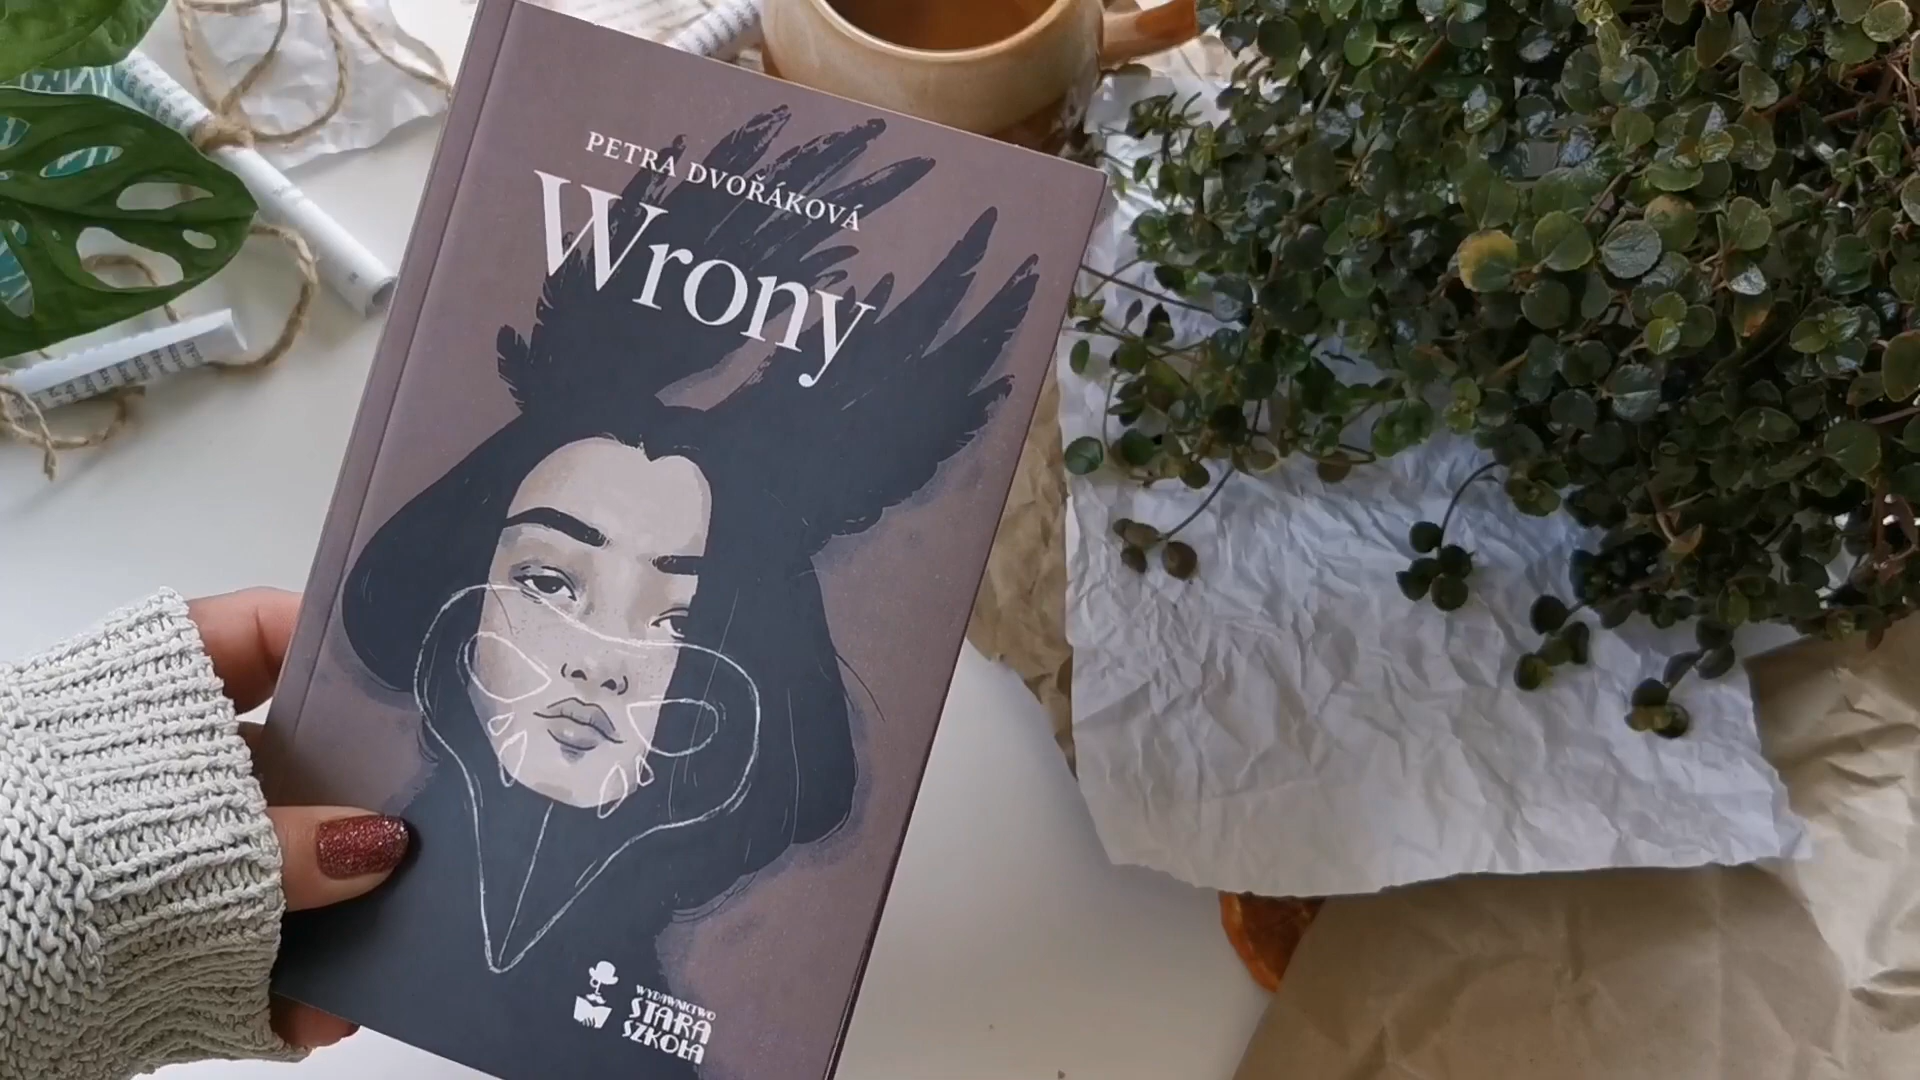 PETRA DVOŘÁKOVÁ
Wrony
WYDAWNICTWO
STARA
SZKOŁA